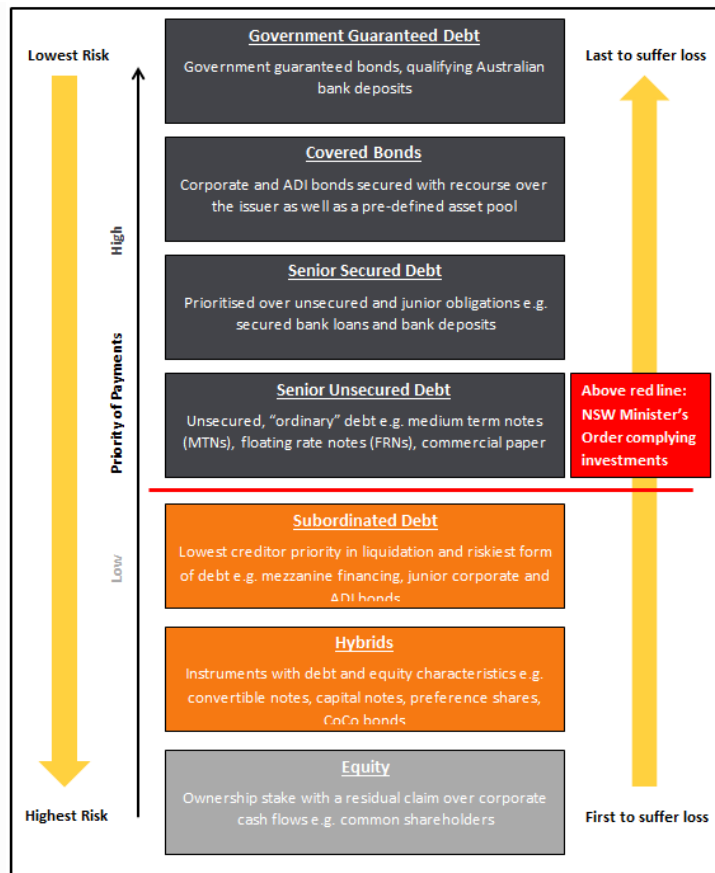 Government Guaranteed Debt
Lowest Risk
Last to suffer loss
Government guaranteed bonds, qualifying Australian
bank deposits
Covered Bonds
Corporate and ADI bonds secured with recourse over
the issuer as well as a pre-defined asset pool
High
Senior Secured Debt
Prioritised over unsecured and junior obligations e.g.
secured bank loans and bank deposits
Priority of Payments
Senior Unsecured Debt
Unsecured, “ordinary” debt e.g. medium term notes
(MTNs), floating rate notes (FRNs), commercial paper
Above red line:
NSW Minister’s
Order complying
investments
Low
Subordinated Debt
Lowest creditor priority in liquidation and riskiest form
of debt e.g. mezzanine financing, junior corporate and
ADI bonds
Hybrids
Instruments with debt and equity characteristics e.g.
convertible notes, capital notes, preference shares,
CoCo bonds
Equity
Ownership stake with a residual claim over corporate
cash flows e.g. common shareholders
Highest Risk
First to suffer loss